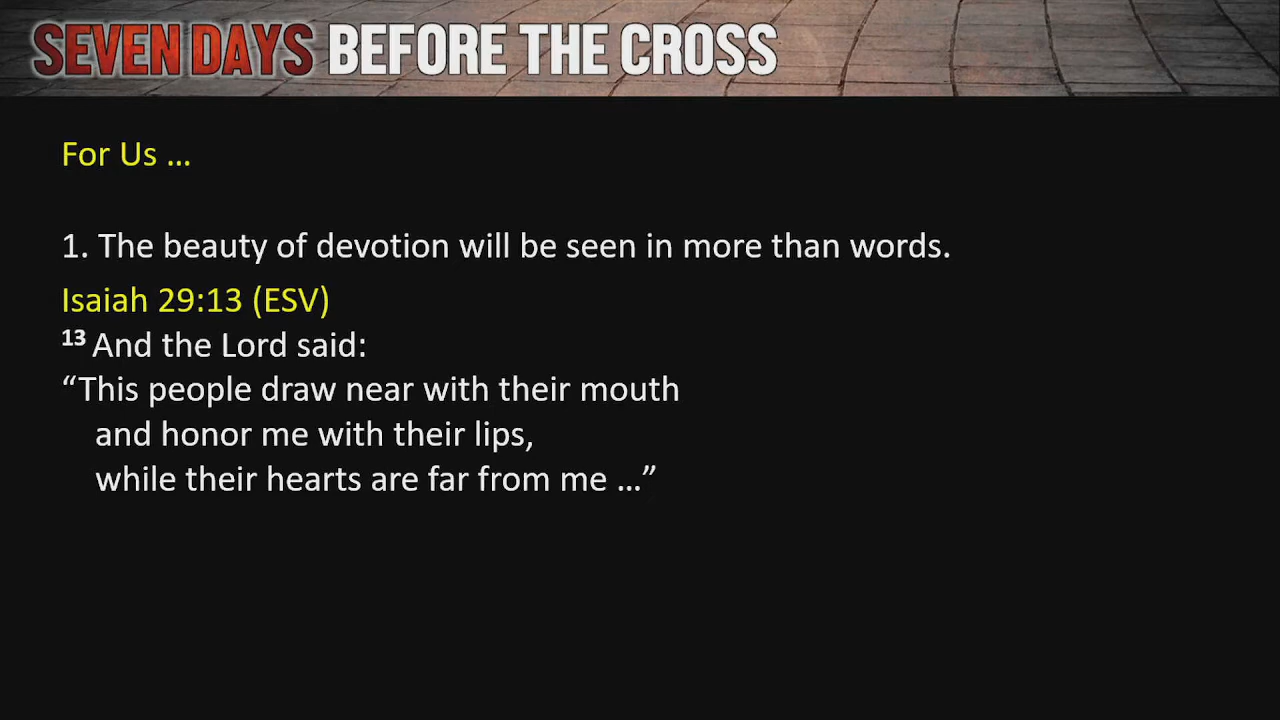 SEVEN DAYS BEFORE THE CROSS
For Us ...
1. The beauty of devotion will be seen in more than words.
Isaiah 29:13 (ESV)
13 And the Lord said:
“This people draw near with their mouth
and honor me with their lips,
while their hearts are far from me ...”